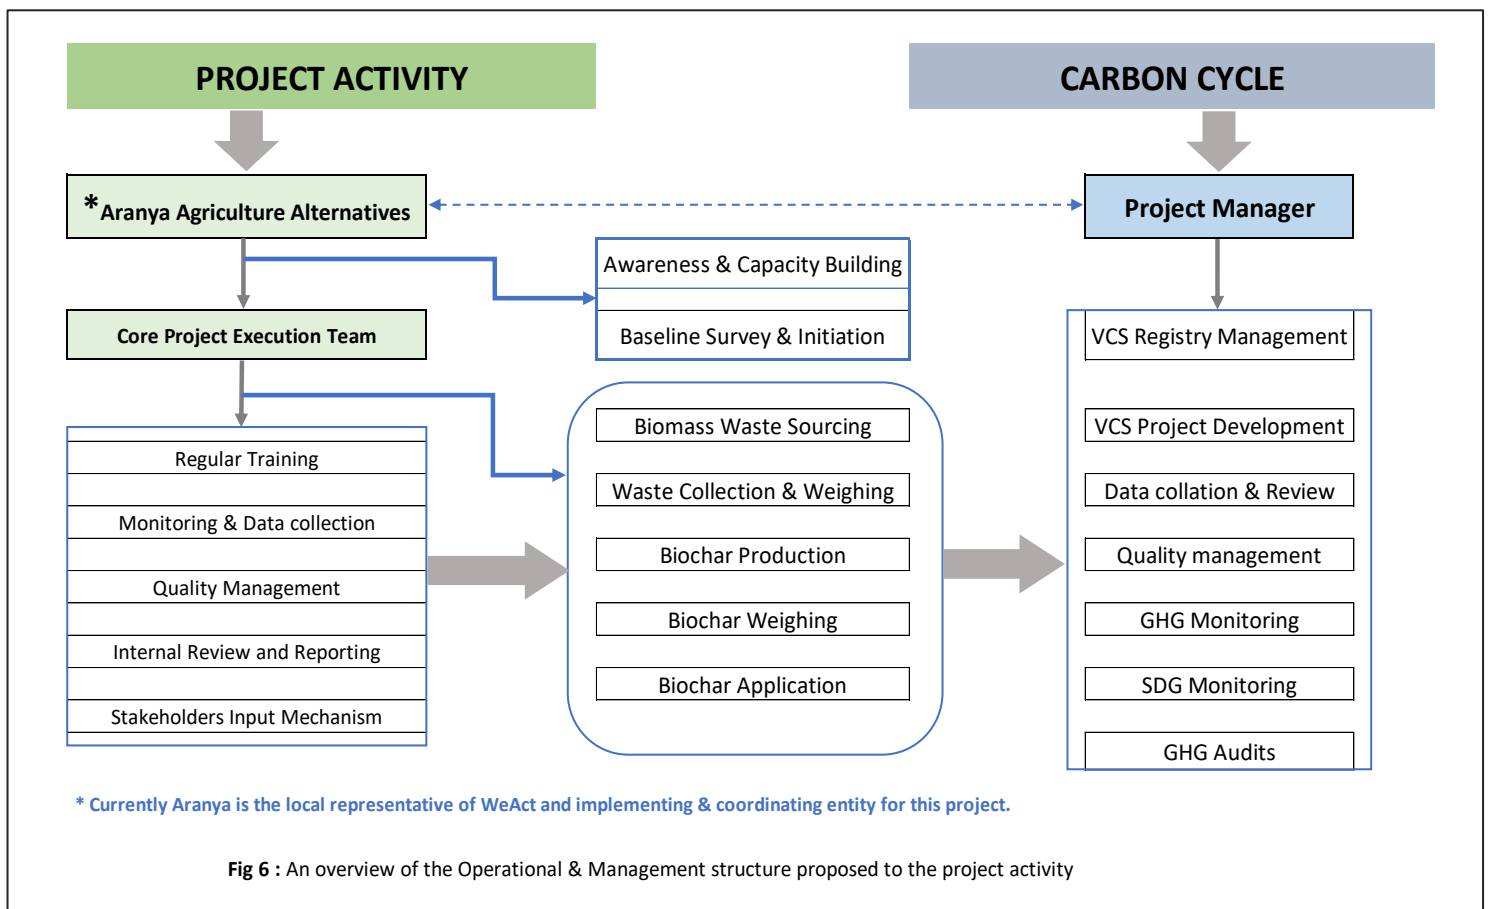 PROJECT ACTIVITY
CARBON CYCLE
*Aranya Agriculture Alternatives
Project Manager
Awareness & Capacity Building
Baseline Survey & Initiation
Core Project Execution Team
Regular Training
Monitoring & Data collection
Quality Management
Internal Review and Reporting
Stakeholders Input Mechanism
Biomass Waste Sourcing
Waste Collection & Weighing
Biochar Production
Biochar Weighing
Biochar Application
VCS Registry Management
VCS Project Development
Data collation & Review
Quality management
GHG Monitoring
SDG Monitoring
GHG Audits
* Currently Aranya is the local representative of WeAct and implementing & coordinating entity for this project.
Fig 6 : An overview of the Operational & Management structure proposed to the project activity